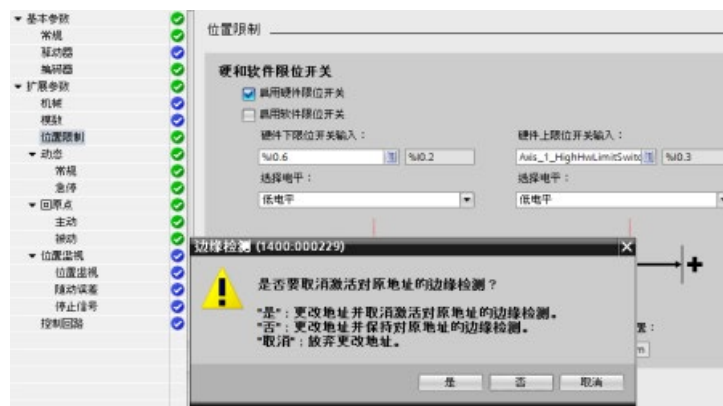 基本参数
常规
驱动器
编码器
扩展参数
机械
模数
位置限制
动态
常规
急停
回原点
主动
被动
位置监视
位置监视
随动误差
停止信号
控制回路
位置限制
硬和软件限位开关
启用硬件限位开关
启用软件限位开关
硬件下限位开关输入：
硬件上限位开关输入：
%I0.6
%I0.2
Axis_1_HighHwLimitSwitc
%I0.3
选择电平：
选择电平：
低电平
低电平
边缘检测 (1400:000229)
是否要取消激活对原地址的边缘检测？
"是"：更改地址并取消激活对原地址的边缘检测。
"否"：更改地址并保持对原地址的边缘检测。
"取消"：放弃更改地址。
是
否
取消
置：